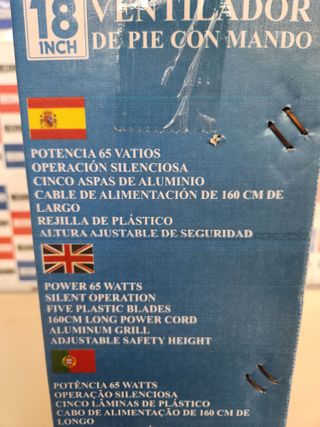 18
INCH
VENTILADOR
DE PIE CON MANDO
POTENCIA 65 VATIOS
OPERACIÓN SILENCIOSA
CINCO ASPAS DE ALUMINIO
CABLE DE ALIMENTACIÓN DE 160 CM DE
LARGO
REJILLA DE PLÁSTICO
ALTURA AJUSTABLE DE SEGURIDAD
POWER 65 WATTS
SILENT OPERATION
FIVE PLASTIC BLADES
160CM LONG POWER CORD
ALUMINUM GRILL
ADJUSTABLE SAFETY HEIGHT
POTÊNCIA 65 WATTS
OPERAÇÃO SILENCIOSA
CINCO LÂMINAS DE PLÁSTICO
CABO DE ALIMENTAÇÃO DE 160 CM DE
LONGO